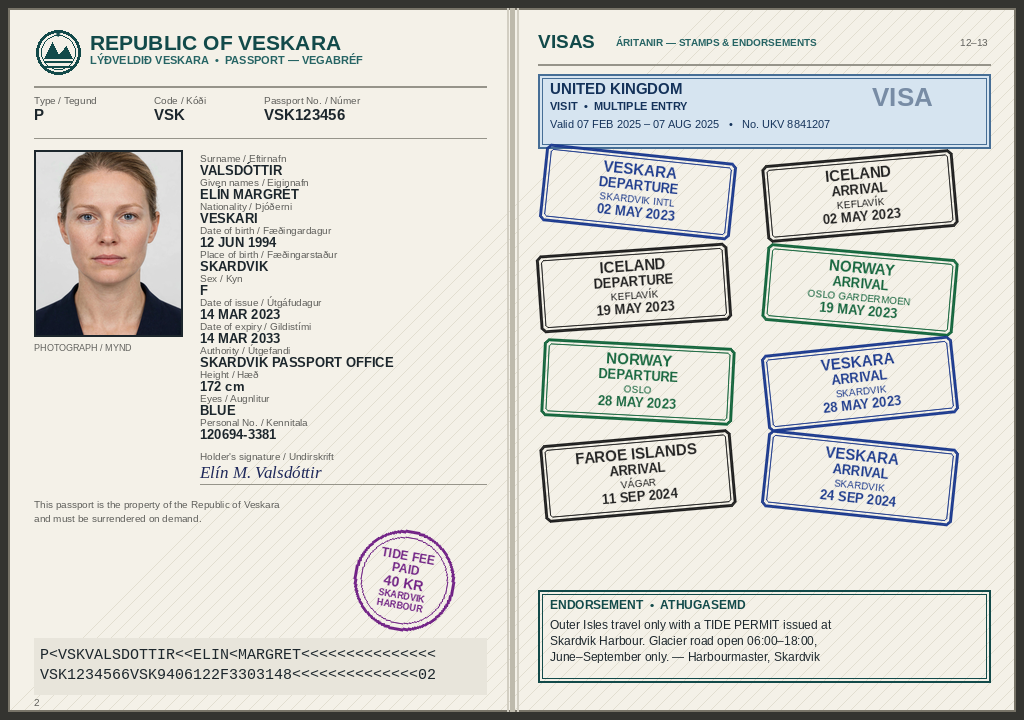 REPUBLIC OF VESKARA
LÝÐVELDIÐ VESKARA • PASSPORT — VEGABRÉF
Type / Tegund
Code / Kóði
Passport No. / Númer
P
VSK
VSK123456
PHOTOGRAPH / MYND
Surname / Eftirnafn
VALSDÓTTIR
Given names / Eiginafn
ELÍN MARGRÉT
Nationality / Þjóðerni
VESKARI
Date of birth / Fæðingardagur
12 JUN 1994
Place of birth / Fæðingarstaður
SKARDVIK
Sex / Kyn
F
Date of issue / Útgáfudagur
14 MAR 2023
Date of expiry / Gildistími
14 MAR 2033
Authority / Útgefandi
SKARDVIK PASSPORT OFFICE
Height / Hæð
172 cm
Eyes / Augnlitur
BLUE
Personal No. / Kennitala
120694-3381
Holder's signature / Undirskrift
Elín M. Valsdóttir
This passport is the property of the Republic of Veskara
and must be surrendered on demand.
TIDE FEE
PAID
40 KR
SKARDVIK
HARBOUR
P<VSKVALSDOTTIR<<ELIN<MARGRET<<<<<<<<<<<<<<<
VSK1234566VSK9406122F3303148<<<<<<<<<<<<<<02
2
VISAS
ÁRITANIR — STAMPS & ENDORSEMENTS
12–13
UNITED KINGDOM
VISIT • MULTIPLE ENTRY
VISA
Valid 07 FEB 2025 – 07 AUG 2025 • No. UKV 8841207
VESKARA
DEPARTURE
SKARDVIK INTL
02 MAY 2023
ICELAND
ARRIVAL
KEFLAVÍK
02 MAY 2023
ICELAND
DEPARTURE
KEFLAVÍK
19 MAY 2023
NORWAY
ARRIVAL
OSLO GARDERMOEN
19 MAY 2023
NORWAY
DEPARTURE
OSLO
28 MAY 2023
VESKARA
ARRIVAL
SKARDVIK
28 MAY 2023
FAROE ISLANDS
ARRIVAL
VÁGAR
11 SEP 2024
VESKARA
ARRIVAL
SKARDVIK
24 SEP 2024
ENDORSEMENT • ATHUGASEMD
Outer Isles travel only with a TIDE PERMIT issued at
Skardvik Harbour. Glacier road open 06:00–18:00,
June–September only. — Harbourmaster, Skardvik